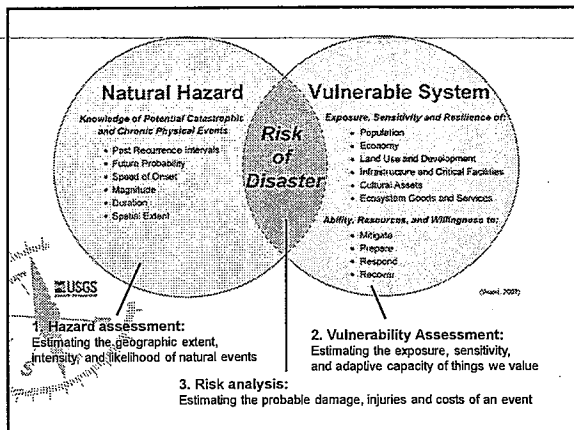 Natural Hazard
Knowledge of Potential Catastrophic
and Chronic Physical Events
• Past Recurrence Intervals
• Future Probability
• Speed of Onset
• Magnitude
• Duration
• Spatial Extent
Risk
of
Disaster
Vulnerable System
Exposure, Sensitivity and Resilience of:
• Population
• Economy
• Land Use and Development
• Infrastructure and Critical Facilities
• Cultural Assets
• Ecosystem Goods and Services
Ability, Resources, and Willingness to:
• Mitigate
• Prepare
• Respond
• Recover
USGS
1. Hazard assessment:
Estimating the geographic extent,
intensity, and likelihood of natural events
2. Vulnerability Assessment:
Estimating the exposure, sensitivity,
and adaptive capacity of things we value
3. Risk analysis:
Estimating the probable damage, injuries and costs of an event